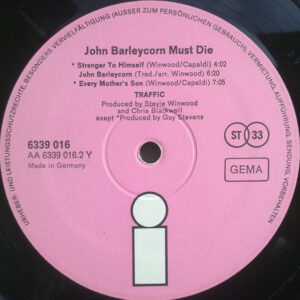 URHEBER- UND LEISTUNGSSCHUTZRECHTE, BESONDERS VERVIELFÄLTIGUNG (AUSSER ZUM PERSÖNLICHEN GEBRAUCH), VERMIETUNG, AUFFÜHRUNG, SENDUNG, VORBEHALTEN
John Barleycorn Must Die
* Stranger To Himself (Winwood/Capaldi) 4:02
John Barleycorn (Trad./arr. Winwood) 6:20
* Every Mother's Son (Winwood/Capaldi) 7:05
TRAFFIC
Produced by Stevie Winwood
and Chris Blackwell
exept *Produced by Guy Stevens
6339 016
AA 6339 016.2 Y
Made in Germany
ST 33
GEMA
i